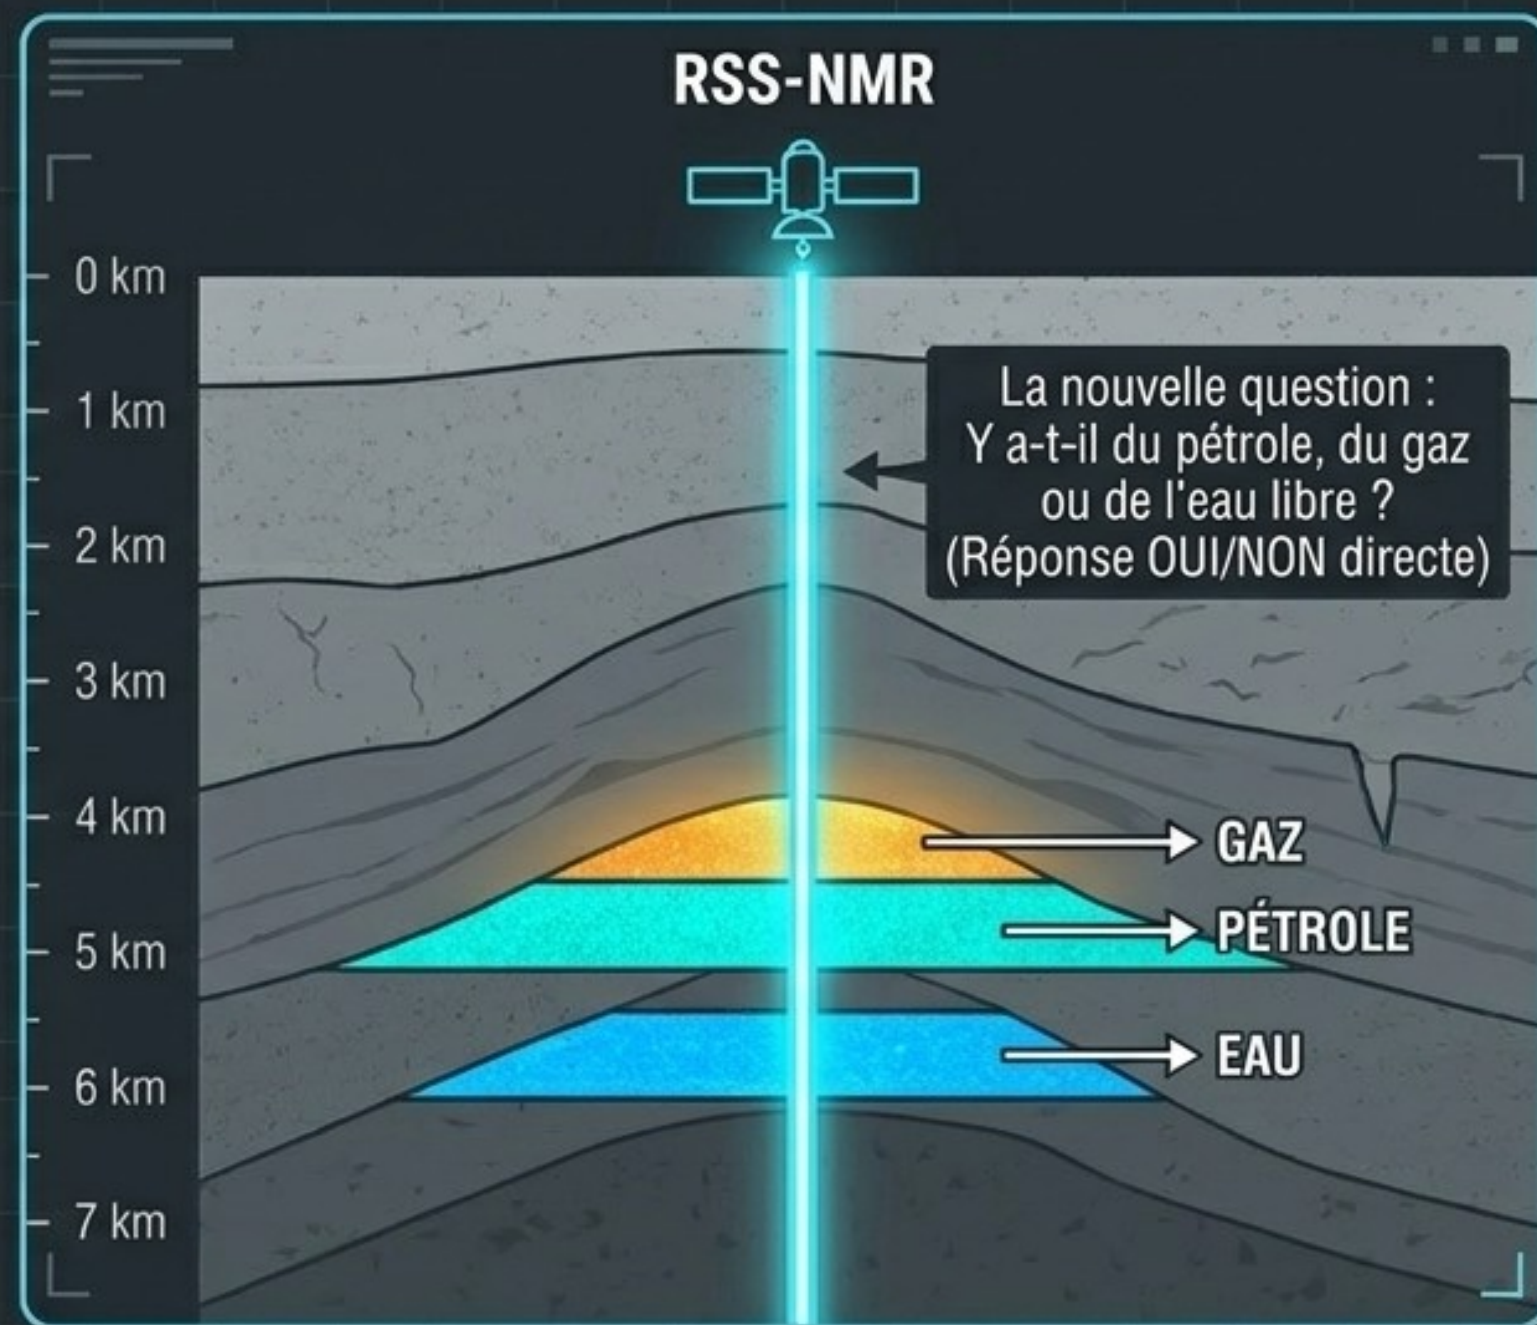 RSS-NMR
0 km
1 km
La nouvelle question :
Y a-t-il du pétrole, du gaz
ou de l'eau libre ?
(Réponse OUI/NON directe)
2 km
3 km
4 km
GAZ
PÉTROLE
5 km
EAU
6 km
7 km